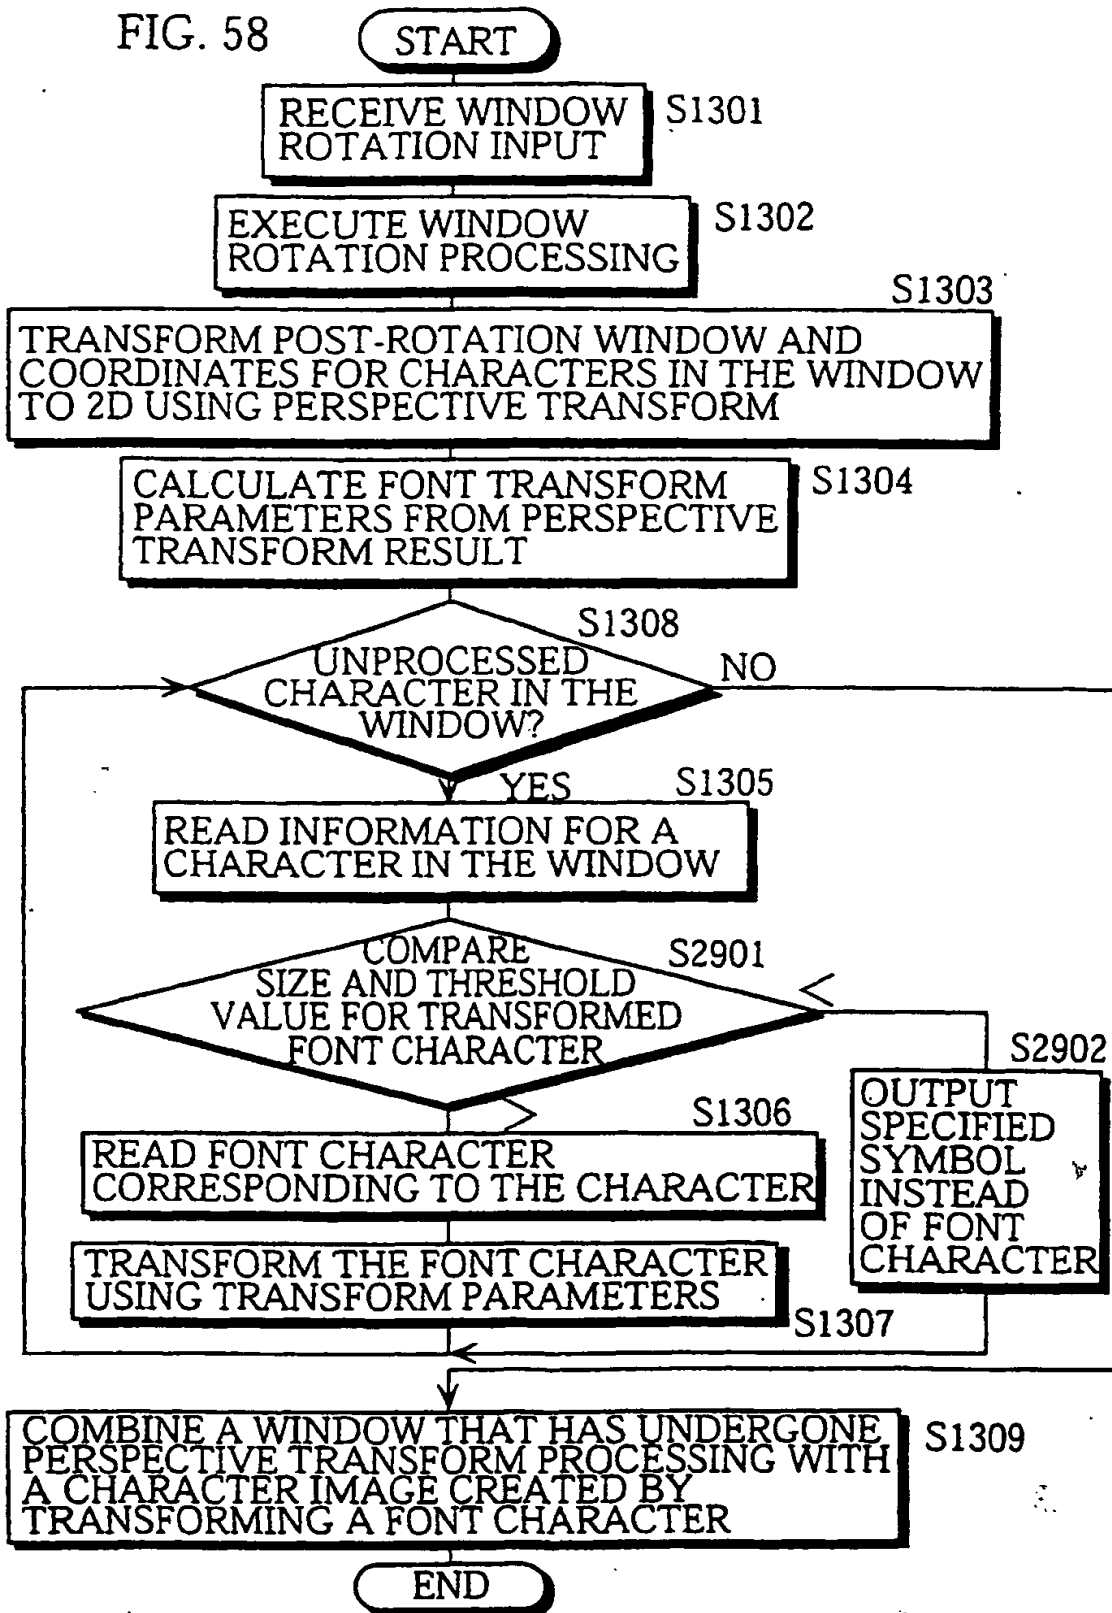 FIG. 58
START
RECEIVE WINDOW
ROTATION INPUT
S1301
EXECUTE WINDOW
ROTATION PROCESSING
S1302
S1303
TRANSFORM POST-ROTATION WINDOW AND
COORDINATES FOR CHARACTERS IN THE WINDOW
TO 2D USING PERSPECTIVE TRANSFORM
CALCULATE FONT TRANSFORM
PARAMETERS FROM PERSPECTIVE
TRANSFORM RESULT
S1304
S1308
UNPROCESSED
CHARACTER IN THE
WINDOW?
NO
YES
S1305
READ INFORMATION FOR A
CHARACTER IN THE WINDOW
COMPARE
SIZE AND THRESHOLD
VALUE FOR TRANSFORMED
FONT CHARACTER
S2901
<
>
S2902
OUTPUT
SPECIFIED
SYMBOL
INSTEAD
OF FONT
CHARACTER
S1306
READ FONT CHARACTER
CORRESPONDING TO THE CHARACTER
TRANSFORM THE FONT CHARACTER
USING TRANSFORM PARAMETERS
S1307
COMBINE A WINDOW THAT HAS UNDERGONE
PERSPECTIVE TRANSFORM PROCESSING WITH
A CHARACTER IMAGE CREATED BY
TRANSFORMING A FONT CHARACTER
S1309
END